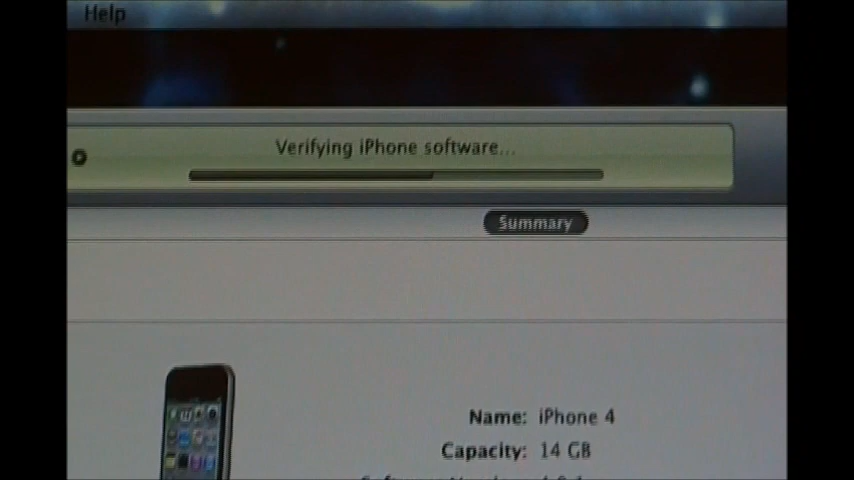 Help
Verifying iPhone software...
Summary
Name: iPhone 4
Capacity: 14 GB